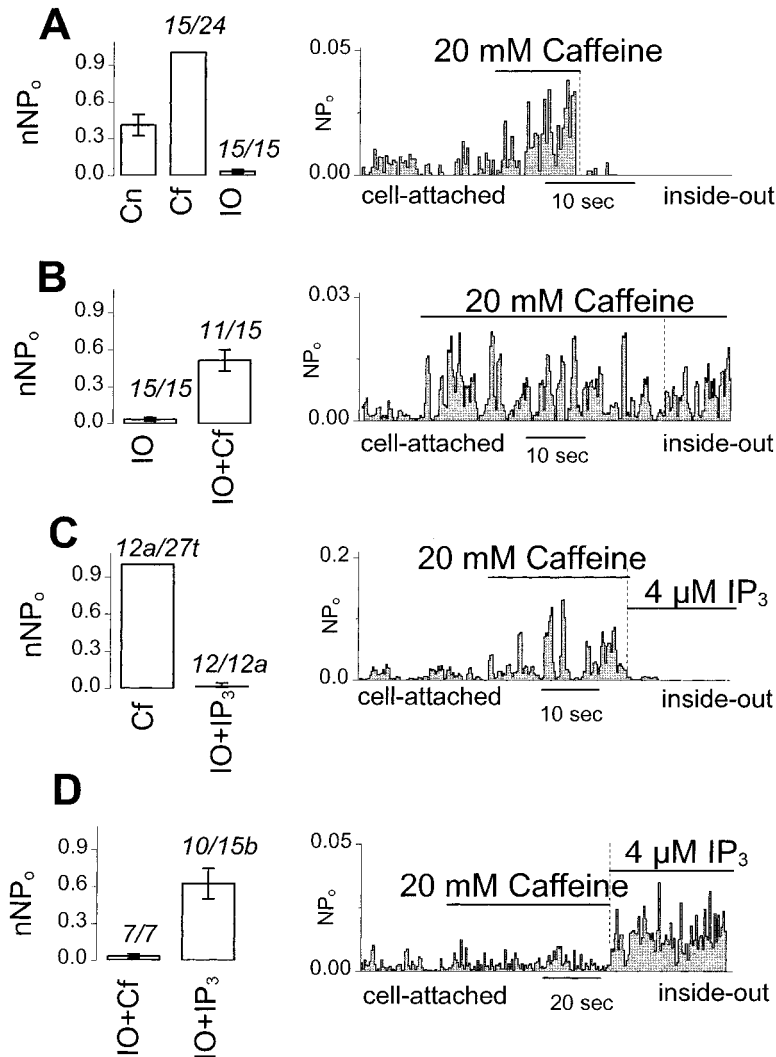 A
15/24
15/15
nNPo
0.9
0.6
0.3
0.0
Cn
Cf
IO
20 mM Caffeine
NPo
0.05
0.00
cell-attached
10 sec
inside-out
B
11/15
15/15
nNPo
0.9
0.6
0.3
0.0
IO
IO+Cf
20 mM Caffeine
NPo
0.03
0.00
cell-attached
10 sec
inside-out
C
12a/27t
12/12a
nNPo
0.9
0.6
0.3
0.0
Cf
IO+IP3
20 mM Caffeine
4 µM IP3
NPo
0.2
0.0
cell-attached
10 sec
inside-out
D
10/15b
7/7
nNPo
0.9
0.6
0.3
0.0
IO+Cf
IO+IP3
4 µM IP3
20 mM Caffeine
NPo
0.05
0.00
cell-attached
20 sec
inside-out